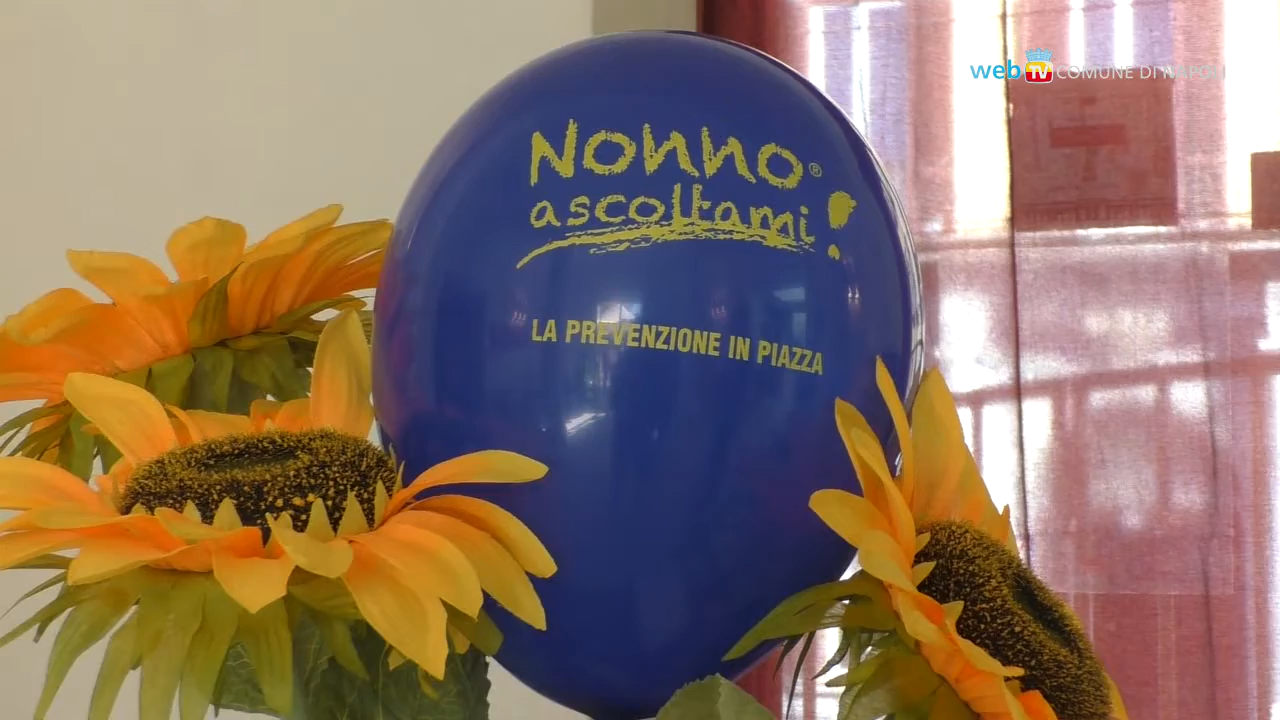 web TV COMUNE DI NAPOLI
Nonno®
ascoltami!
LA PREVENZIONE IN PIAZZA